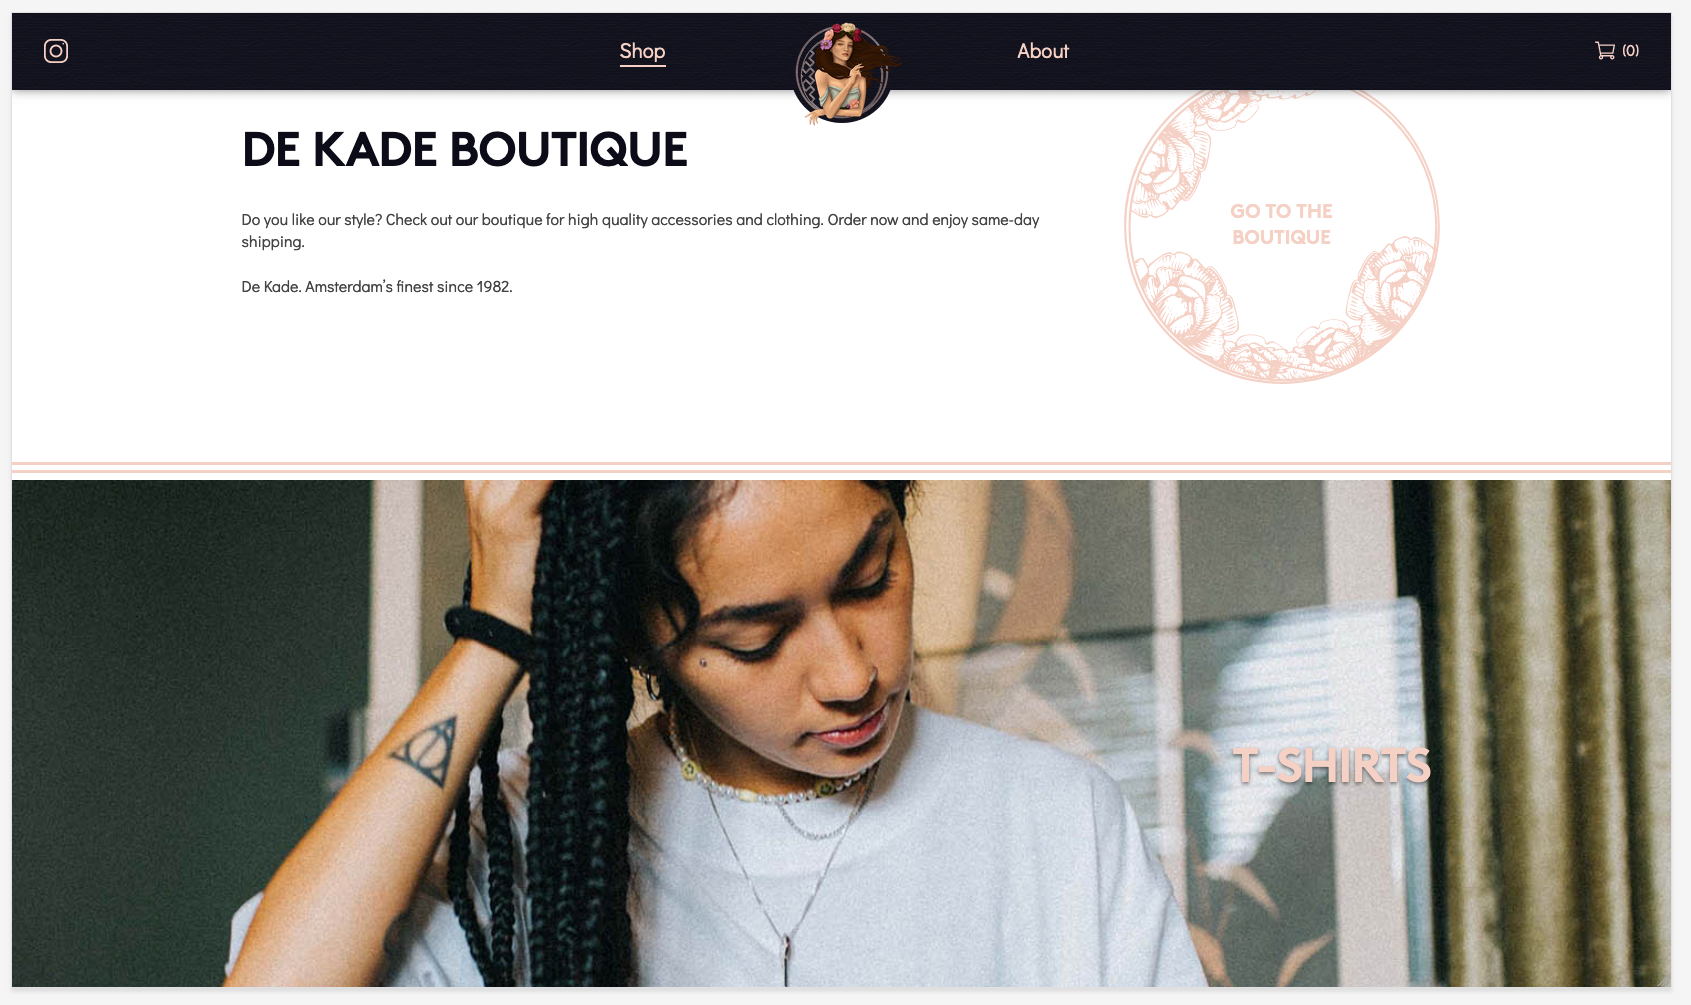 Shop
About
(0)
DE KADE BOUTIQUE
Do you like our style? Check out our boutique for high quality accessories and clothing. Order now and enjoy same-day
shipping.
De Kade. Amsterdam's finest since 1982.
GO TO THE
BOUTIQUE
T-SHIRTS